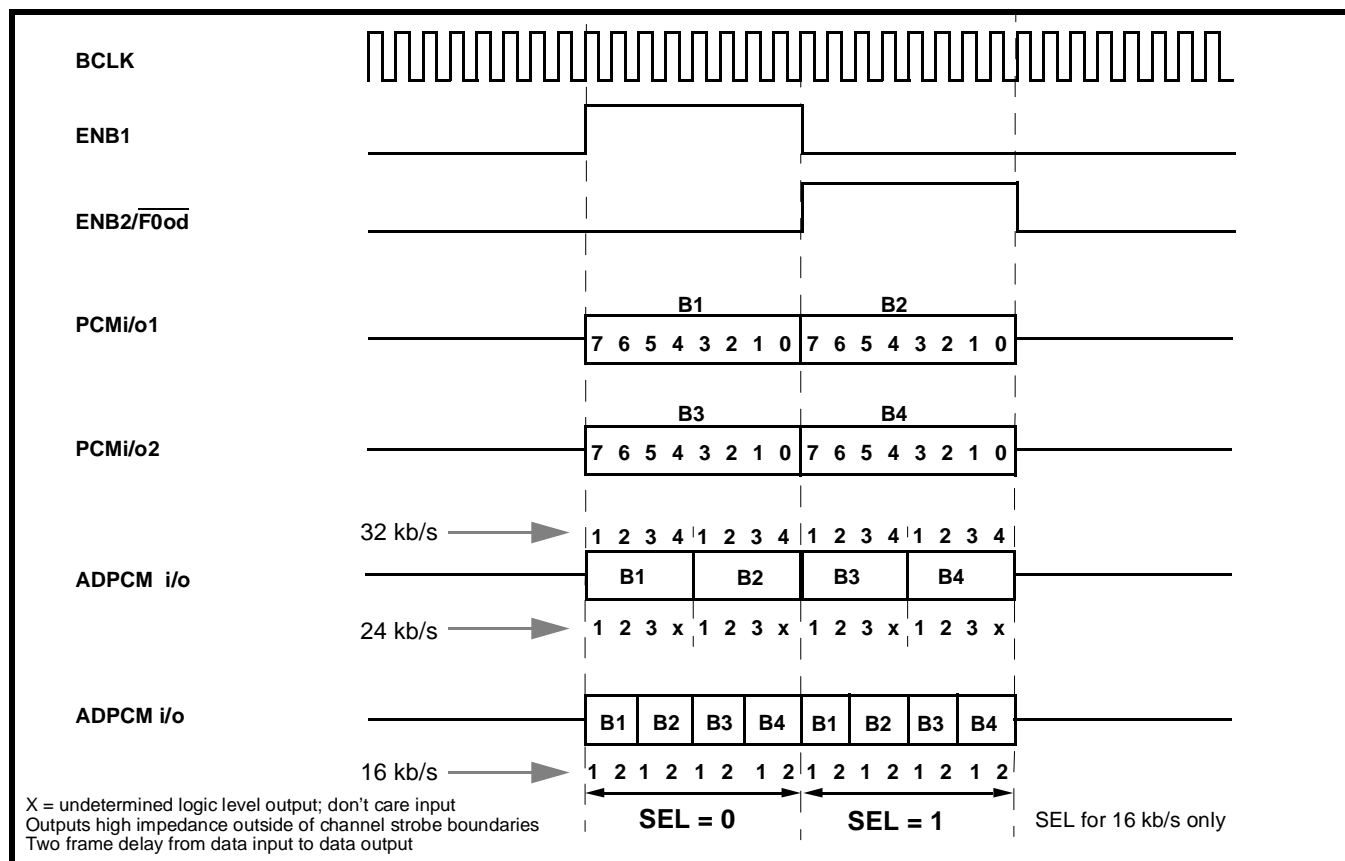 BCLK
ENB1
ENB2/F0od
B1 B2
PCMi/o1
7 6 5 4 3 2 1 0 7 6 5 4 3 2 1 0
B3 B4
PCMi/o2
7 6 5 4 3 2 1 0 7 6 5 4 3 2 1 0
32 kb/s 1 2 3 4 1 2 3 4 1 2 3 4 1 2 3 4
ADPCM i/o B1 B2 B3 B4
24 kb/s 1 2 3 x 1 2 3 x 1 2 3 x 1 2 3 x
ADPCM i/o B1 B2 B3 B4 B1 B2 B3 B4
16 kb/s 1 2 1 2 1 2 1 2 1 2 1 2 1 2 1 2
X = undetermined logic level output; don't care input
Outputs high impedance outside of channel strobe boundaries
Two frame delay from data input to data output
SEL = 0 SEL = 1 SEL for 16 kb/s only